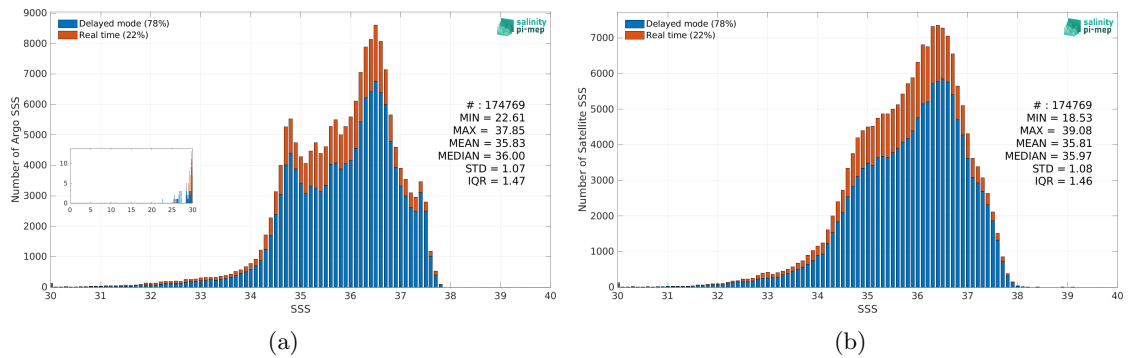 Delayed mode (78%)
Real time (22%)
salinity
pi-mep
# : 174769
MIN = 22.61
MAX = 37.85
MEAN = 35.83
MEDIAN = 36.00
STD = 1.07
IQR = 1.47
Number of Argo SSS
9000
8000
7000
6000
5000
4000
3000
2000
1000
0
10
5
0
0 5 10 15 20 25 30
30 31 32 33 34 35 36 37 38 39 40
SSS
(a)
Delayed mode (78%)
Real time (22%)
salinity
pi-mep
# : 174769
MIN = 18.53
MAX = 39.08
MEAN = 35.81
MEDIAN = 35.97
STD = 1.08
IQR = 1.46
Number of Satellite SSS
7000
6000
5000
4000
3000
2000
1000
0
30 31 32 33 34 35 36 37 38 39 40
SSS
(b)